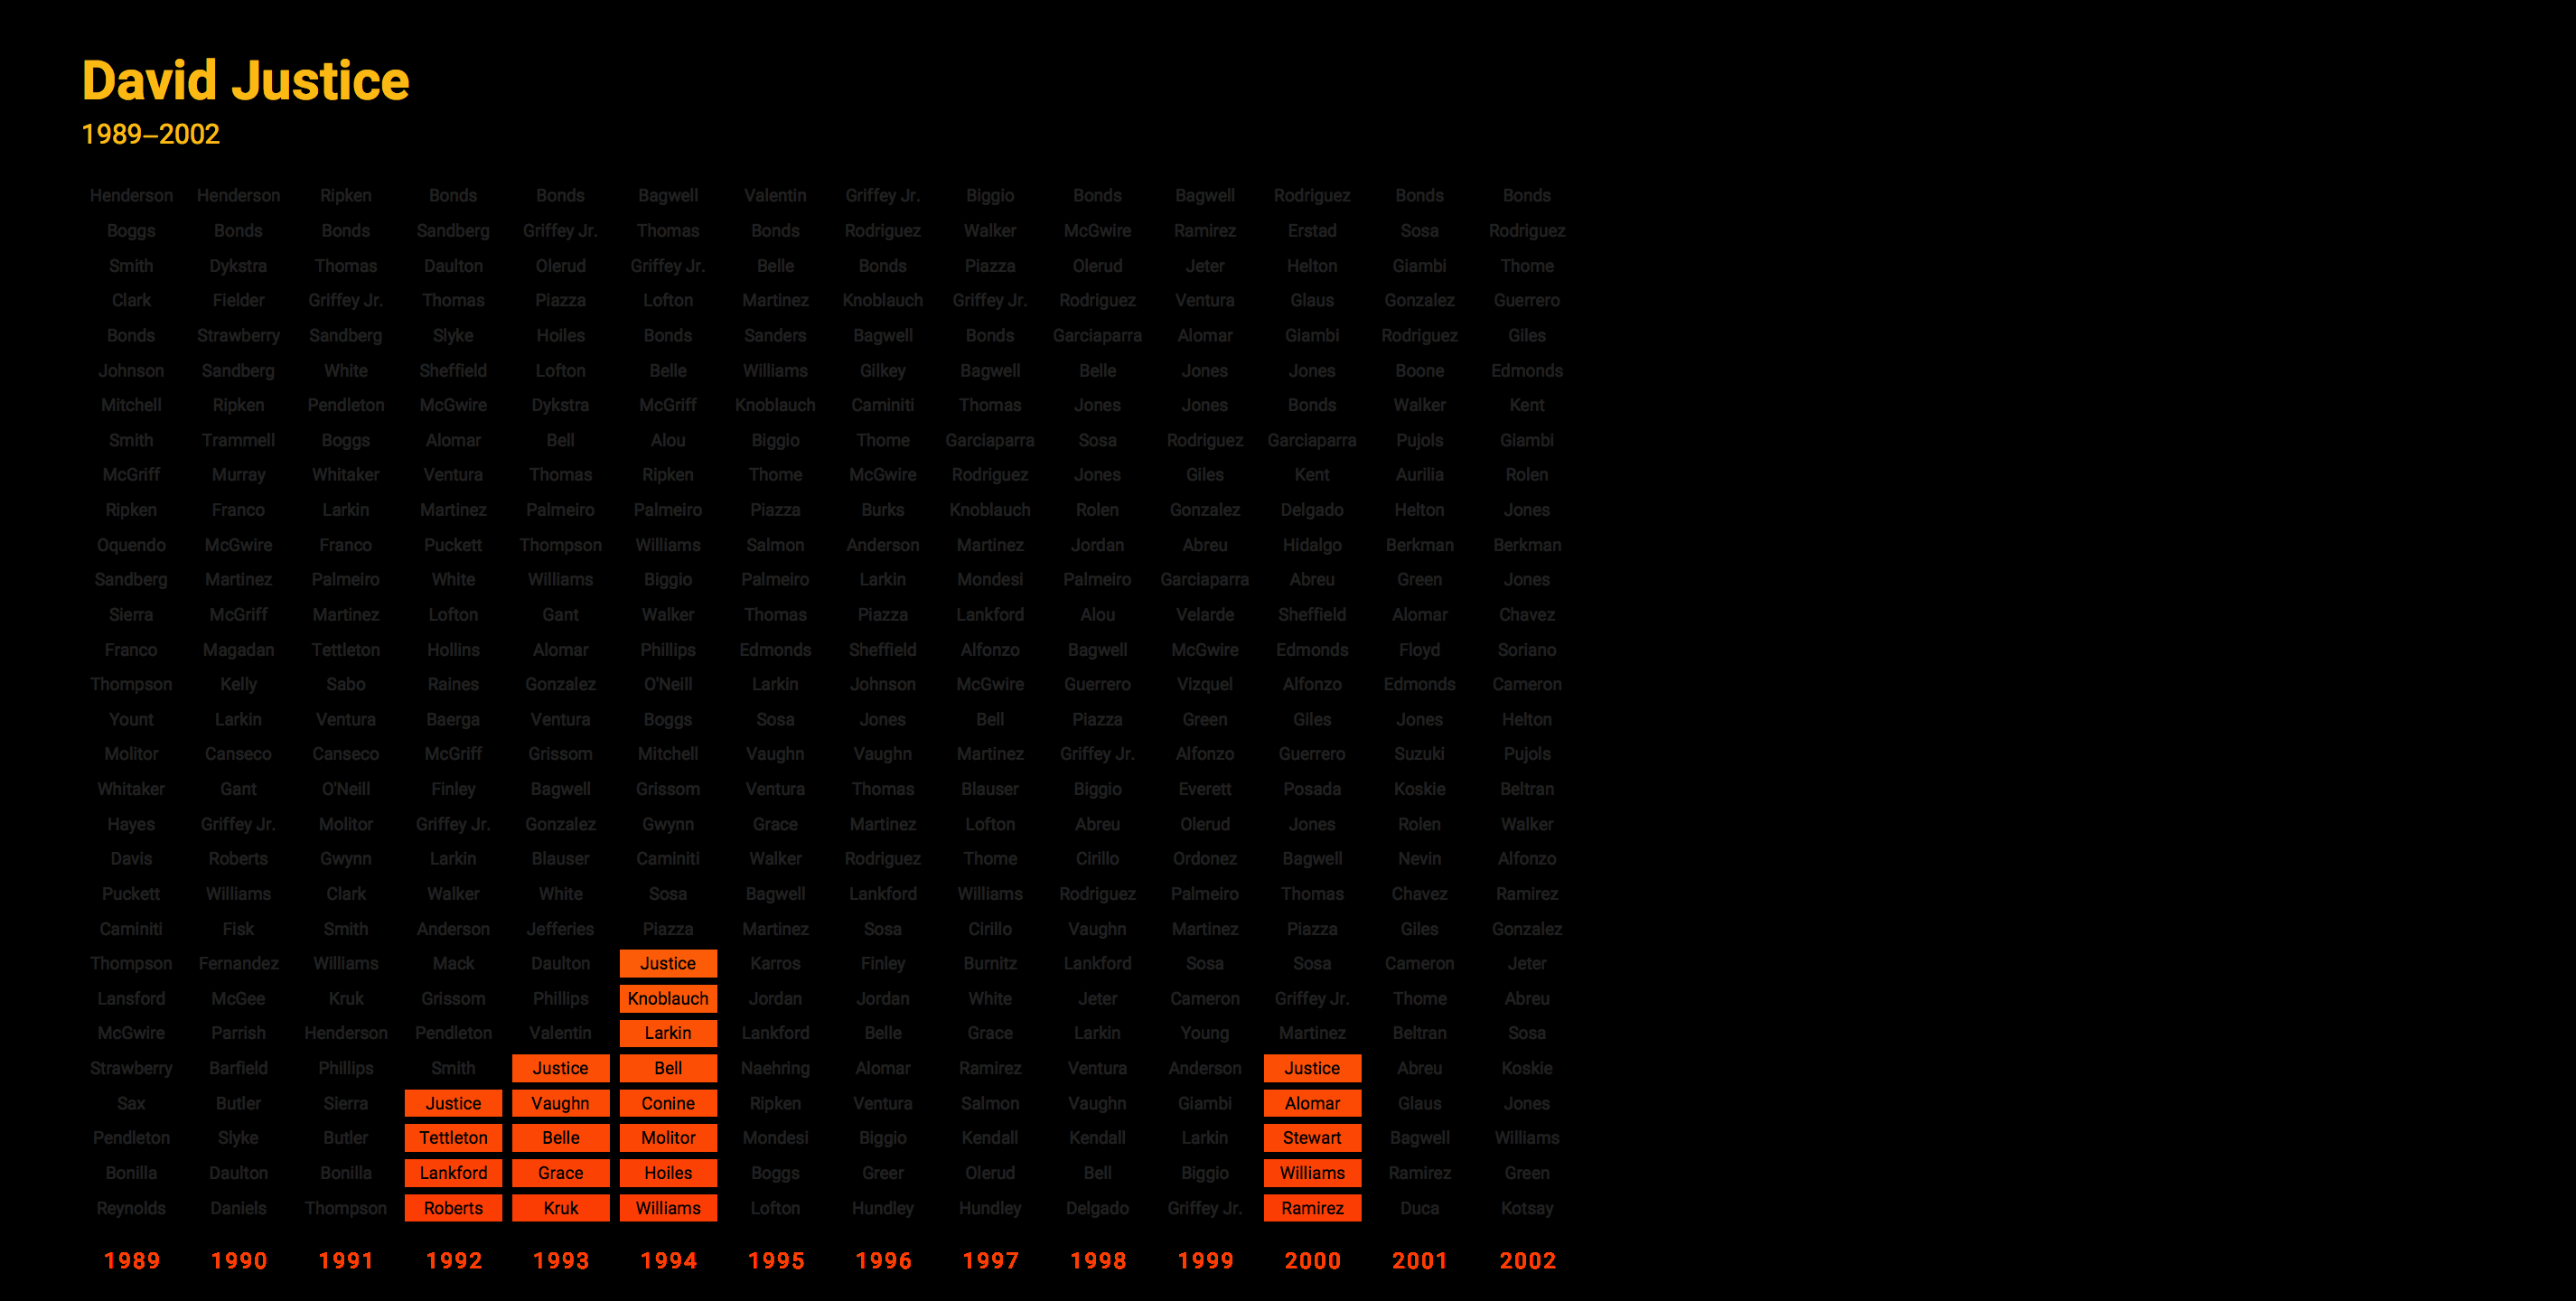 David Justice
1989–2002
Henderson Henderson Ripken Bonds Bonds Bagwell Valentin Griffey Jr. Biggio Bonds Bagwell Rodriguez Bonds Bonds
Boggs Bonds Bonds Sandberg Griffey Jr. Thomas Bonds Rodriguez Walker McGwire Ramirez Erstad Sosa Rodriguez
Smith Dykstra Thomas Daulton Olerud Griffey Jr. Belle Bonds Piazza Olerud Jeter Helton Giambi Thome
Clark Fielder Griffey Jr. Thomas Piazza Lofton Martinez Knoblauch Griffey Jr. Rodriguez Ventura Glaus Gonzalez Guerrero
Bonds Strawberry Sandberg Slyke Hoiles Bonds Sanders Bagwell Bonds Garciaparra Alomar Giambi Rodriguez Giles
Johnson Sandberg White Sheffield Lofton Belle Williams Gilkey Bagwell Belle Jones Jones Boone Edmonds
Mitchell Ripken Pendleton McGwire Dykstra McGriff Knoblauch Caminiti Thomas Jones Jones Bonds Walker Kent
Smith Trammell Boggs Alomar Bell Alou Biggio Thome Garciaparra Sosa Rodriguez Garciaparra Pujols Giambi
McGriff Murray Whitaker Ventura Thomas Ripken Thome McGwire Rodriguez Jones Giles Kent Aurilia Rolen
Ripken Franco Larkin Martinez Palmeiro Palmeiro Piazza Burks Knoblauch Rolen Gonzalez Delgado Helton Jones
Oquendo McGwire Franco Puckett Thompson Williams Salmon Anderson Martinez Jordan Abreu Hidalgo Berkman Berkman
Sandberg Martinez Palmeiro White Williams Biggio Palmeiro Larkin Mondesi Palmeiro Garciaparra Abreu Green Jones
Sierra McGriff Martinez Lofton Gant Walker Thomas Piazza Lankford Alou Velarde Sheffield Alomar Chavez
Franco Magadan Tettleton Hollins Alomar Phillips Edmonds Sheffield Alfonzo Bagwell McGwire Edmonds Floyd Soriano
Thompson Kelly Sabo Raines Gonzalez O'Neill Larkin Johnson McGwire Guerrero Vizquel Alfonzo Edmonds Cameron
Yount Larkin Ventura Baerga Ventura Boggs Sosa Jones Bell Piazza Green Giles Jones Helton
Molitor Canseco Canseco McGriff Grissom Mitchell Vaughn Vaughn Martinez Griffey Jr. Alfonzo Guerrero Suzuki Pujols
Whitaker Gant O'Neill Finley Bagwell Grissom Ventura Thomas Blauser Biggio Everett Posada Koskie Beltran
Hayes Griffey Jr. Molitor Griffey Jr. Gonzalez Gwynn Grace Martinez Lofton Abreu Olerud Jones Rolen Walker
Davis Roberts Gwynn Larkin Blauser Caminiti Walker Rodriguez Thome Cirillo Ordonez Bagwell Nevin Alfonzo
Puckett Williams Clark Walker White Sosa Bagwell Lankford Williams Rodriguez Palmeiro Thomas Chavez Ramirez
Caminiti Fisk Smith Anderson Jefferies Piazza Martinez Sosa Cirillo Vaughn Martinez Piazza Giles Gonzalez
Thompson Fernandez Williams Mack Daulton Justice Karros Finley Burnitz Lankford Sosa Sosa Cameron Jeter
Lansford McGee Kruk Grissom Phillips Knoblauch Jordan Jordan White Jeter Cameron Griffey Jr. Thome Abreu
McGwire Parrish Henderson Pendleton Valentin Larkin Lankford Belle Grace Larkin Young Martinez Beltran Sosa
Strawberry Barfield Phillips Smith Justice Bell Naehring Alomar Ramirez Ventura Anderson Justice Abreu Koskie
Sax Butler Sierra Justice Vaughn Conine Ripken Ventura Salmon Vaughn Giambi Alomar Glaus Jones
Pendleton Slyke Butler Tettleton Belle Molitor Mondesi Biggio Kendall Kendall Larkin Stewart Bagwell Williams
Bonilla Daulton Bonilla Lankford Grace Hoiles Boggs Greer Olerud Bell Biggio Williams Ramirez Green
Reynolds Daniels Thompson Roberts Kruk Williams Lofton Hundley Hundley Delgado Griffey Jr. Ramirez Duca Kotsay
1989 1990 1991 1992 1993 1994 1995 1996 1997 1998 1999 2000 2001 2002